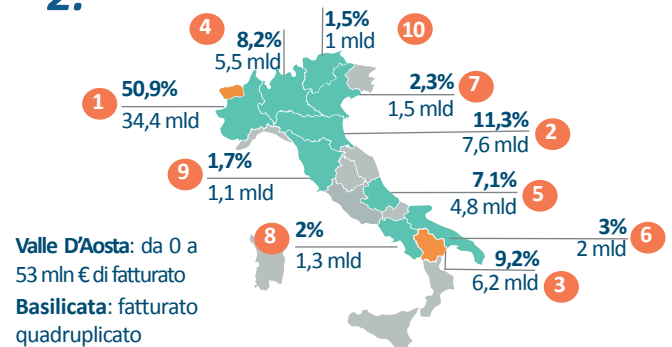 2.
4
8,2%
5,5 mld
1,5%
1 mld
10
1
50,9%
34,4 mld
2,3%
1,5 mld
7
11,3%
7,6 mld
2
9
1,7%
1,1 mld
7,1%
4,8 mld
5
8
2%
1,3 mld
3%
2 mld
6
9,2%
6,2 mld
3
Valle D’Aosta: da 0 a
53 mln € di fatturato
Basilicata: fatturato
quadruplicato